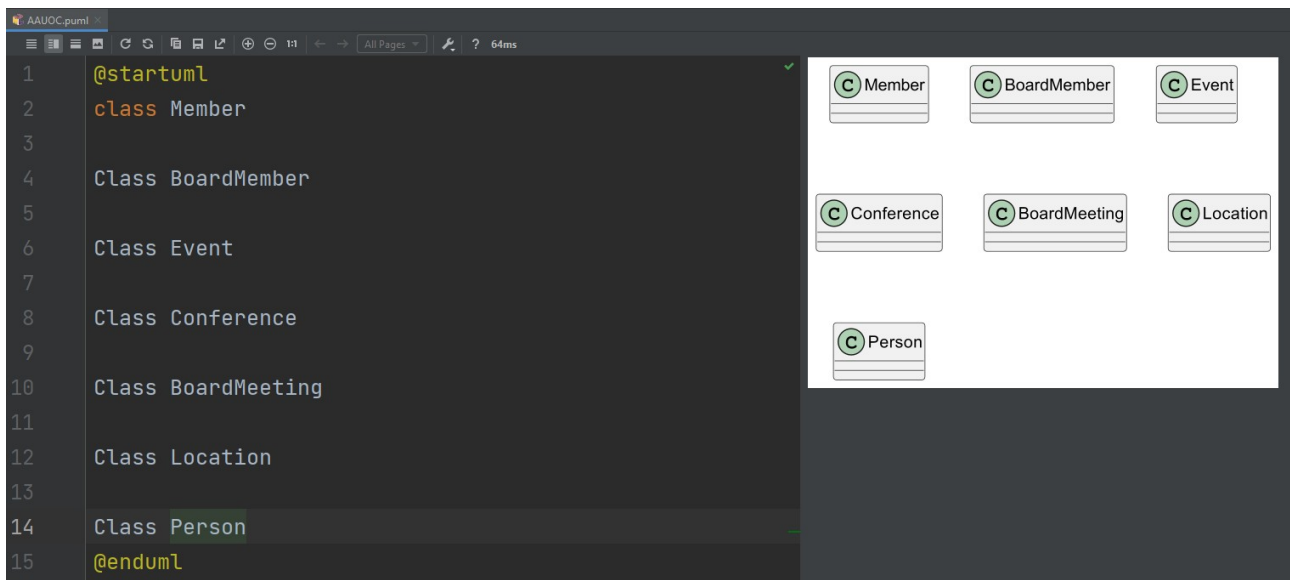 AAUOC.puml
1:1 All Pages ? 64ms
1 @startuml
2 class Member
3
4 Class BoardMember
5
6 Class Event
7
8 Class Conference
9
10 Class BoardMeeting
11
12 Class Location
13
14 Class Person
15 @enduml
C Member C BoardMember C Event
C Conference C BoardMeeting C Location
C Person